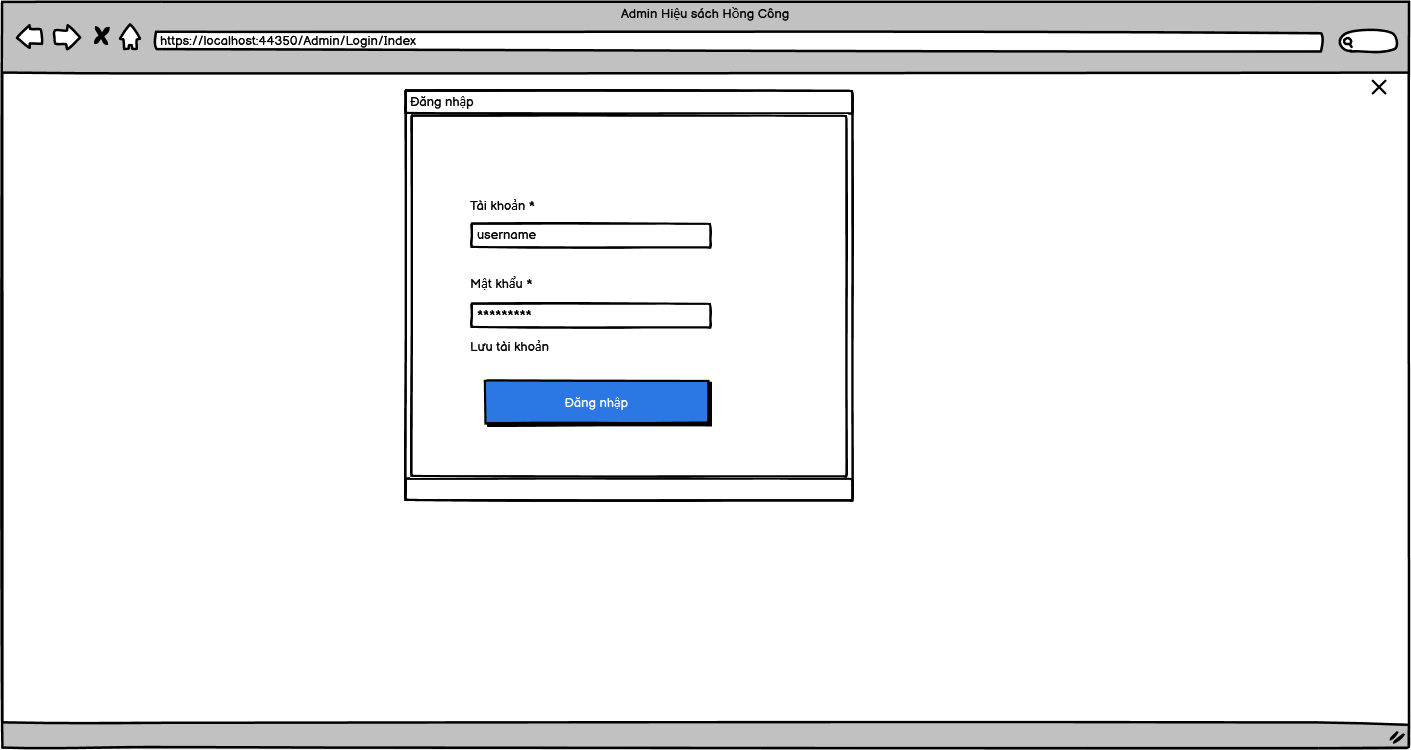 Admin Hiệu sách Hồng Công
https://localhost:44350/Admin/Login/Index
Đăng nhập
Tài khoản *
username
Mật khẩu *
*********
Lưu tài khoản
Đăng nhập